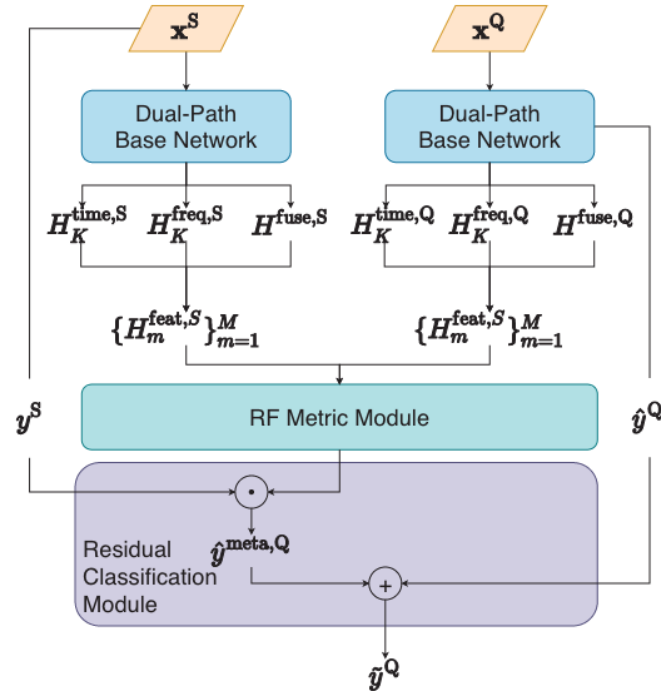 x^S x^Q
Dual-Path
Base Network
Dual-Path
Base Network
H_K^{time,S} H_K^{freq,S} H^{fuse,S} H_K^{time,Q} H_K^{freq,Q} H^{fuse,Q}
{H_m^{feat,S}}_{m=1}^M {H_m^{feat,S}}_{m=1}^M
y^S RF Metric Module ŷ^Q
·
ŷ^{meta,Q}
Residual
Classification
Module
+
ỹ^Q